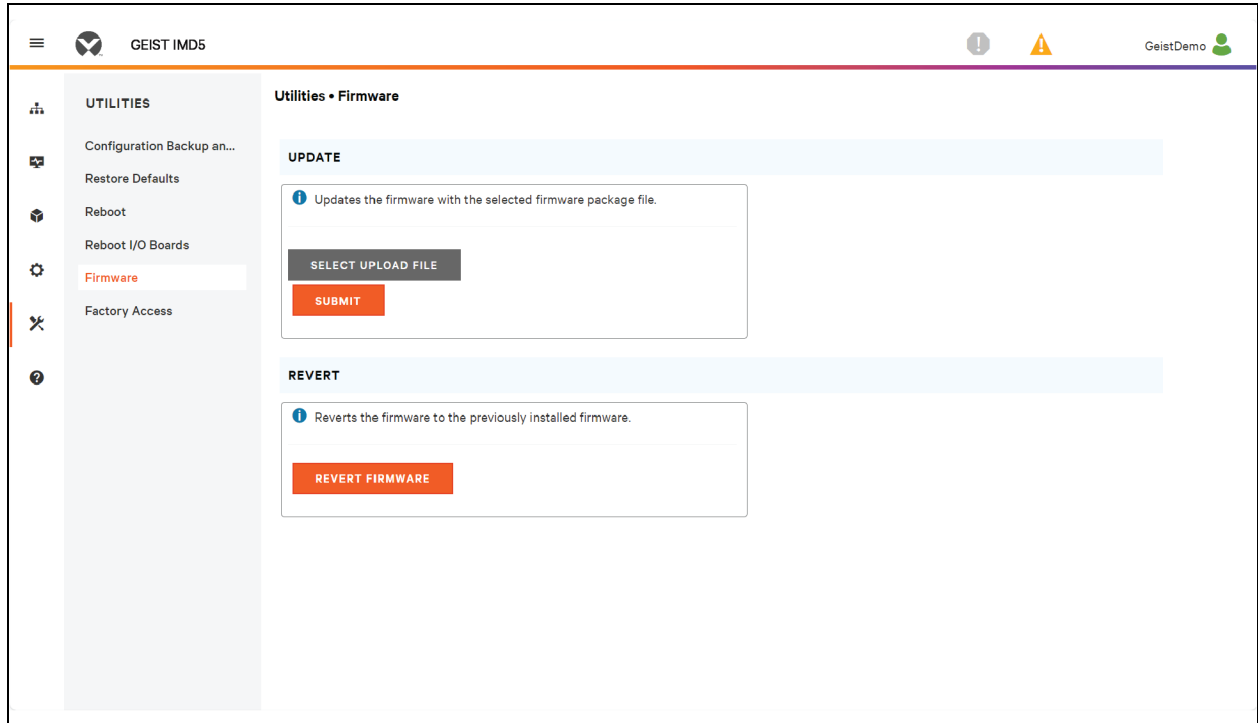 GEIST IMD5
GeistDemo
UTILITIES
Configuration Backup an...
Restore Defaults
Reboot
Reboot I/O Boards
Firmware
Factory Access
Utilities • Firmware
UPDATE
Updates the firmware with the selected firmware package file.
SELECT UPLOAD FILE
SUBMIT
REVERT
Reverts the firmware to the previously installed firmware.
REVERT FIRMWARE